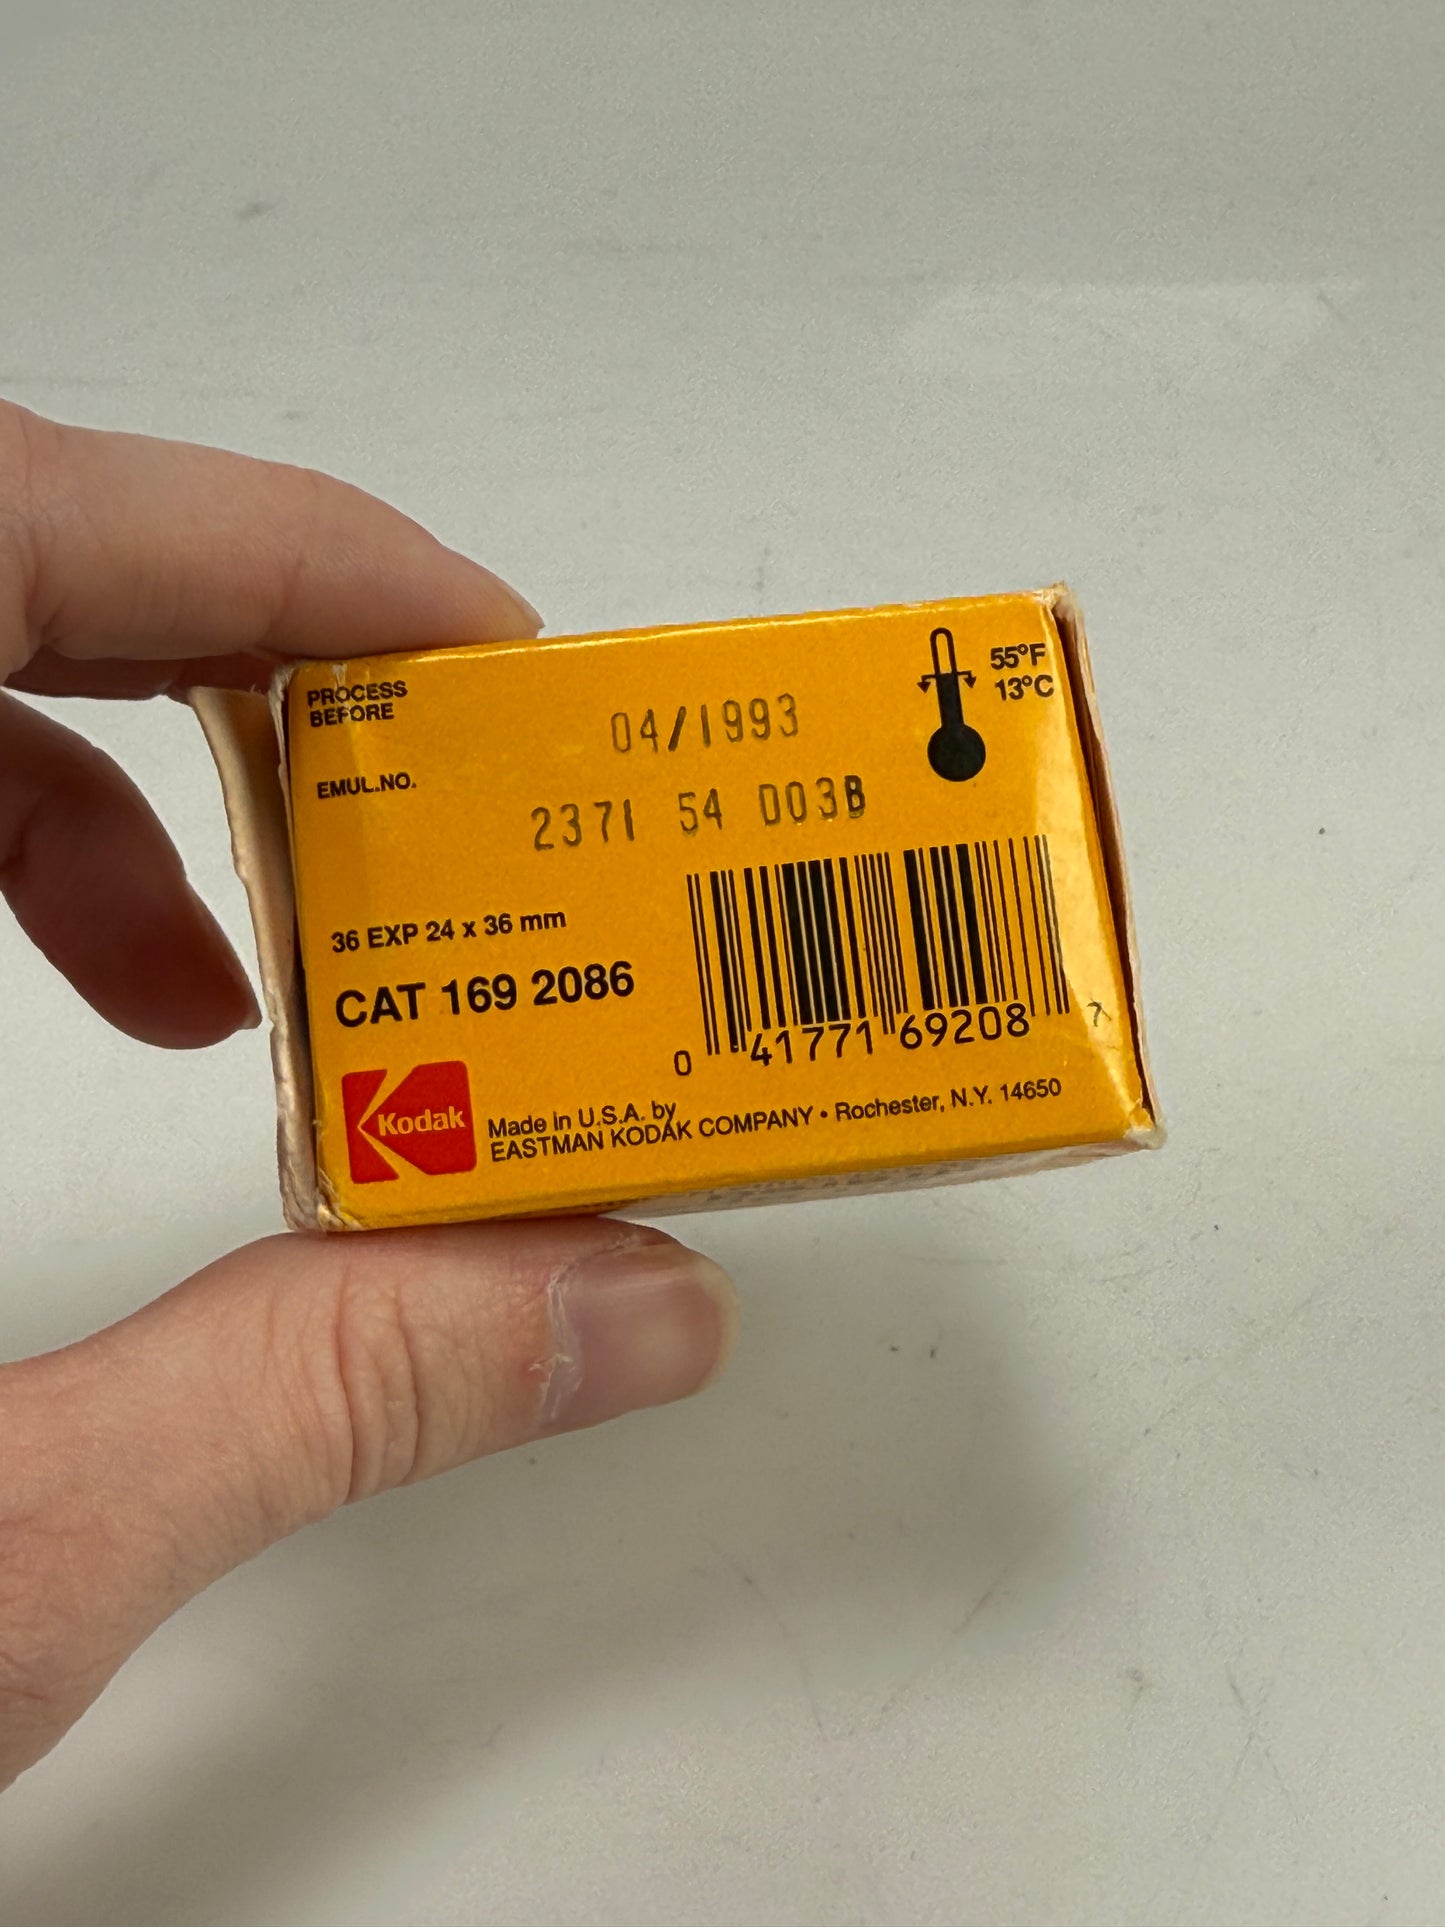 PROCESS
BEFORE
04/1993
55°F
13°C
EMUL.NO.
2371 54 D03B
36 EXP 24 x 36 mm
CAT 169 2086
0 41771 69208 7
Kodak
Made in U.S.A. by
EASTMAN KODAK COMPANY • Rochester, N.Y. 14650